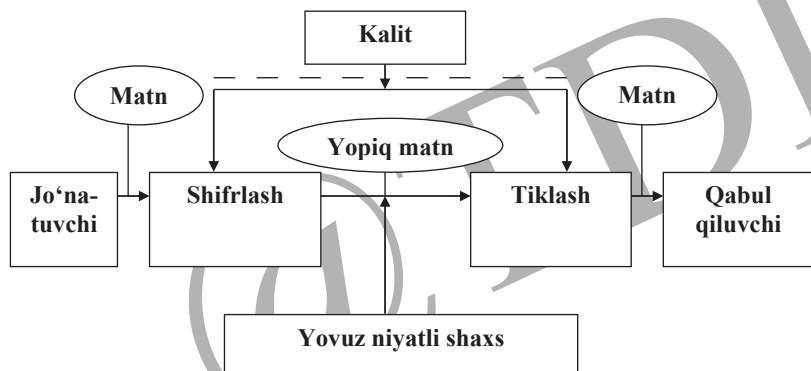 Kalit
Matn
Matn
Yopiq matn
Jo‘na-
tuvchi
Shifrlash
Tiklash
Qabul
qiluvchi
Yovuz niyatli shaxs